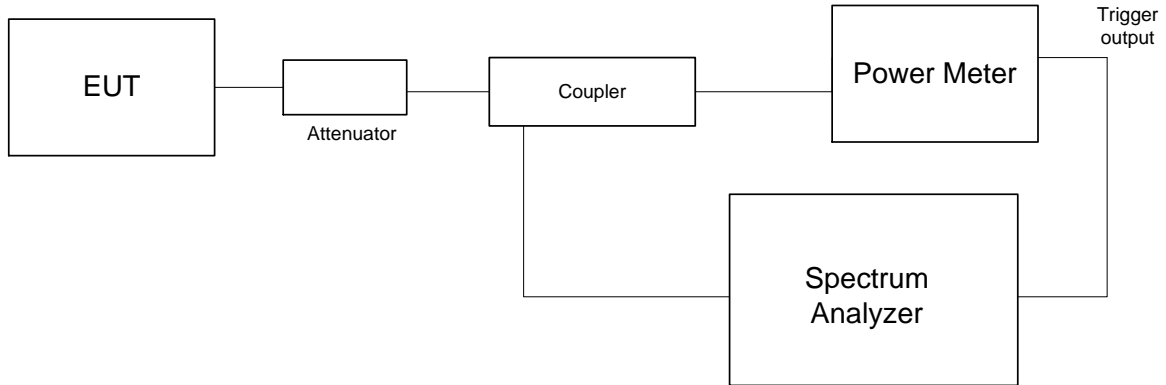 EUT
Attenuator
Coupler
Power Meter
Trigger
output
Spectrum
Analyzer